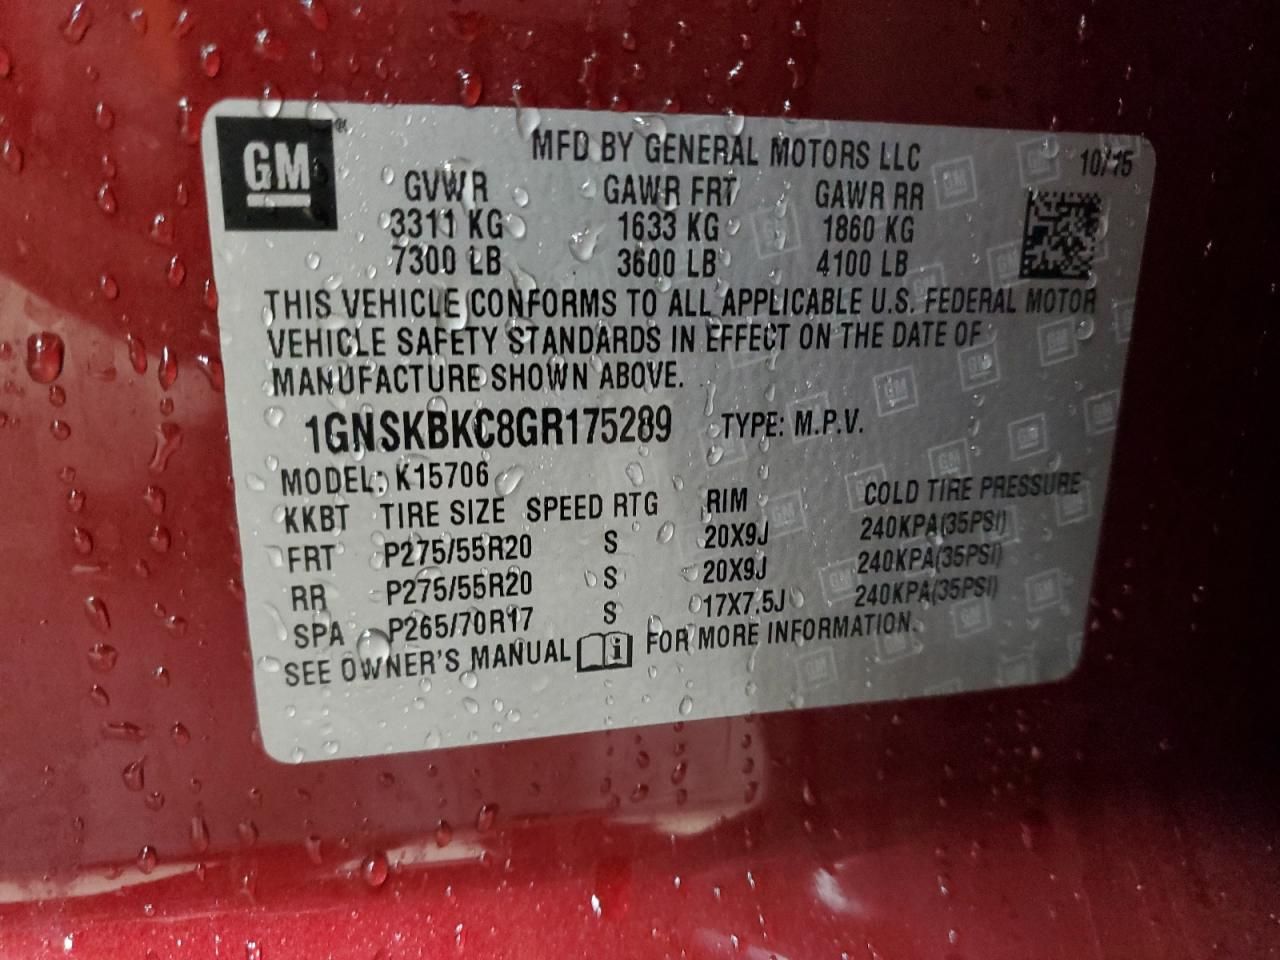 GM®
MFD BY GENERAL MOTORS LLC 10/15
GVWR GAWR FRT GAWR RR
3311 KG 1633 KG 1860 KG
7300 LB 3600 LB 4100 LB
THIS VEHICLE CONFORMS TO ALL APPLICABLE U.S. FEDERAL MOTOR
VEHICLE SAFETY STANDARDS IN EFFECT ON THE DATE OF
MANUFACTURE SHOWN ABOVE.
1GNSKBKC8GR175289 TYPE: M.P.V.
MODEL: K15706
KKBT TIRE SIZE SPEED RTG RIM COLD TIRE PRESSURE
FRT P275/55R20 S 20X9J 240KPA(35PSI)
RR P275/55R20 S 20X9J 240KPA(35PSI)
SPA P265/70R17 S 17X7.5J 240KPA(35PSI)
SEE OWNER'S MANUAL i FOR MORE INFORMATION.